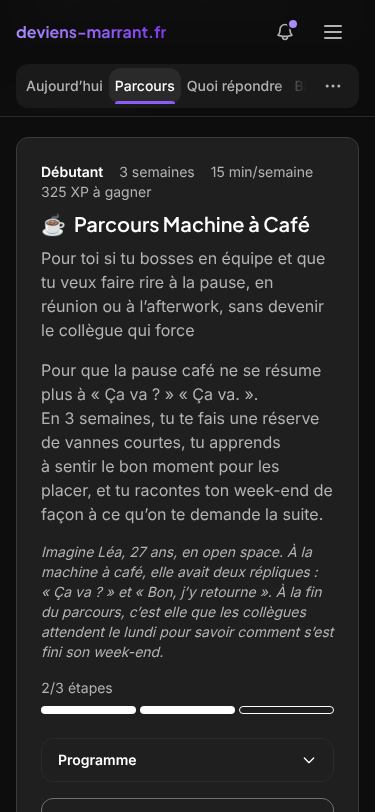 deviens-marrant.fr
Aujourd'hui Parcours Quoi répondre
Débutant 3 semaines 15 min/semaine
325 XP à gagner
☕ Parcours Machine à Café
Pour toi si tu bosses en équipe et que
tu veux faire rire à la pause, en
réunion ou à l'afterwork, sans devenir
le collègue qui force
Pour que la pause café ne se résume
plus à « Ça va ? » « Ça va. ».
En 3 semaines, tu te fais une réserve
de vannes courtes, tu apprends
à sentir le bon moment pour les
placer, et tu racontes ton week-end de
façon à ce qu'on te demande la suite.
Imagine Léa, 27 ans, en open space. À la
machine à café, elle avait deux répliques :
« Ça va ? » et « Bon, j'y retourne ». À la fin
du parcours, c'est elle que les collègues
attendent le lundi pour savoir comment s'est
fini son week-end.
2/3 étapes
Programme